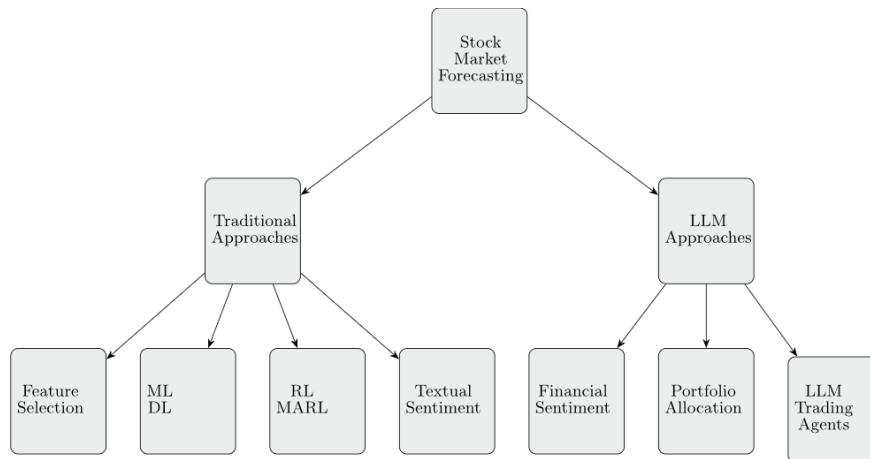 Stock
Market
Forecasting
Traditional
Approaches
LLM
Approaches
Feature
Selection
ML
DL
RL
MARL
Textual
Sentiment
Financial
Sentiment
Portfolio
Allocation
LLM
Trading
Agents